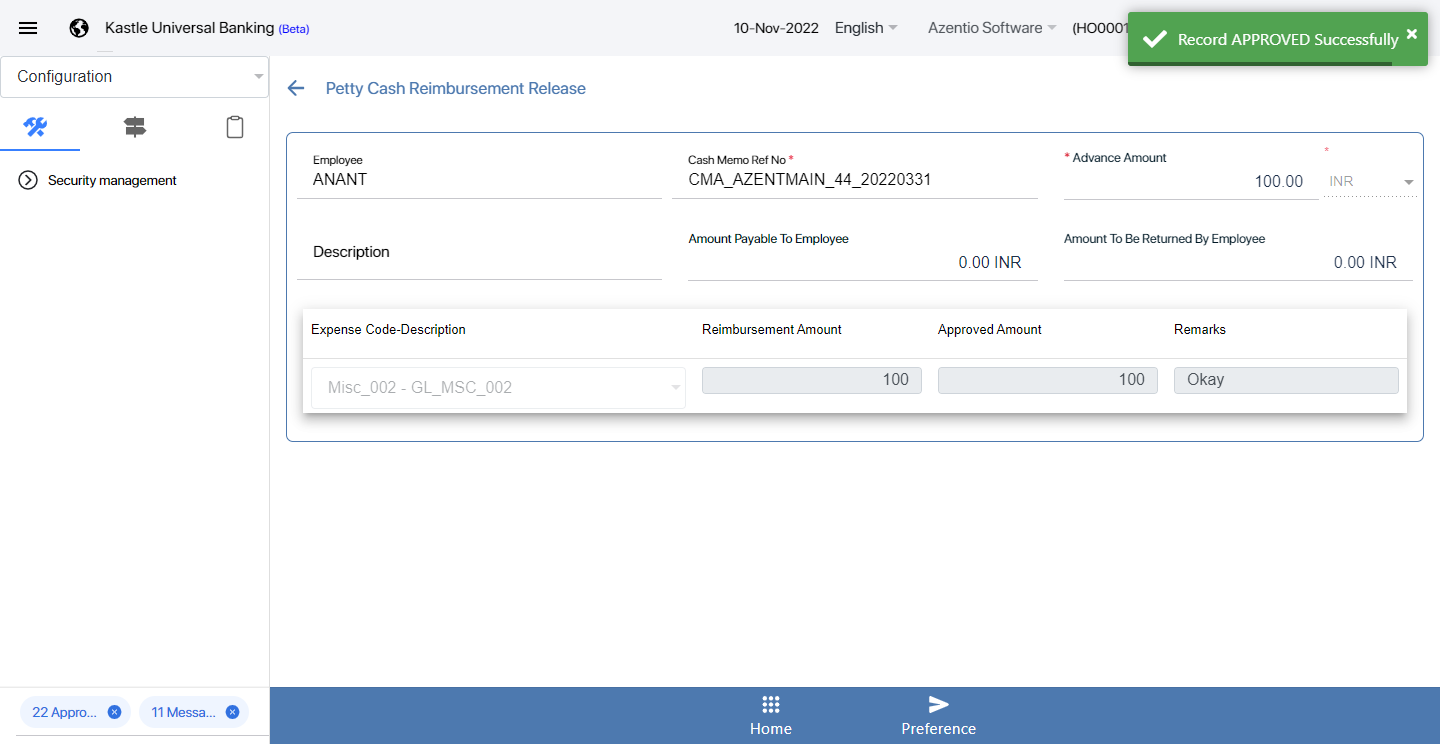 Kastle Universal Banking (Beta)
10-Nov-2022 English Azentio Software (HO0001
Record APPROVED Successfully
Configuration
Security management
Petty Cash Reimbursement Release
Employee
ANANT
Cash Memo Ref No *
CMA_AZENTMAIN_44_20220331
* Advance Amount
100.00
*
INR
Description
Amount Payable To Employee
0.00 INR
Amount To Be Returned By Employee
0.00 INR
Expense Code-Description Reimbursement Amount Approved Amount Remarks
Misc_002 - GL_MSC_002 100 100 Okay
22 Appro... 11 Messa...
Home Preference